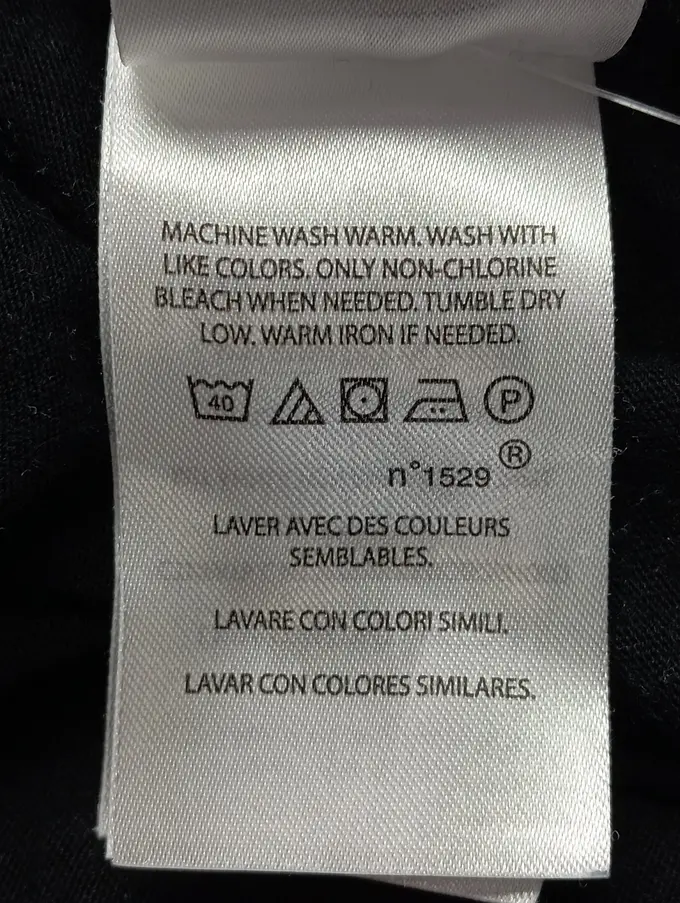 MACHINE WASH WARM. WASH WITH
LIKE COLORS. ONLY NON-CHLORINE
BLEACH WHEN NEEDED. TUMBLE DRY
LOW. WARM IRON IF NEEDED.
40 P
n°1529 ®
LAVER AVEC DES COULEURS
SEMBLABLES.
LAVARE CON COLORI SIMILI.
LAVAR CON COLORES SIMILARES.